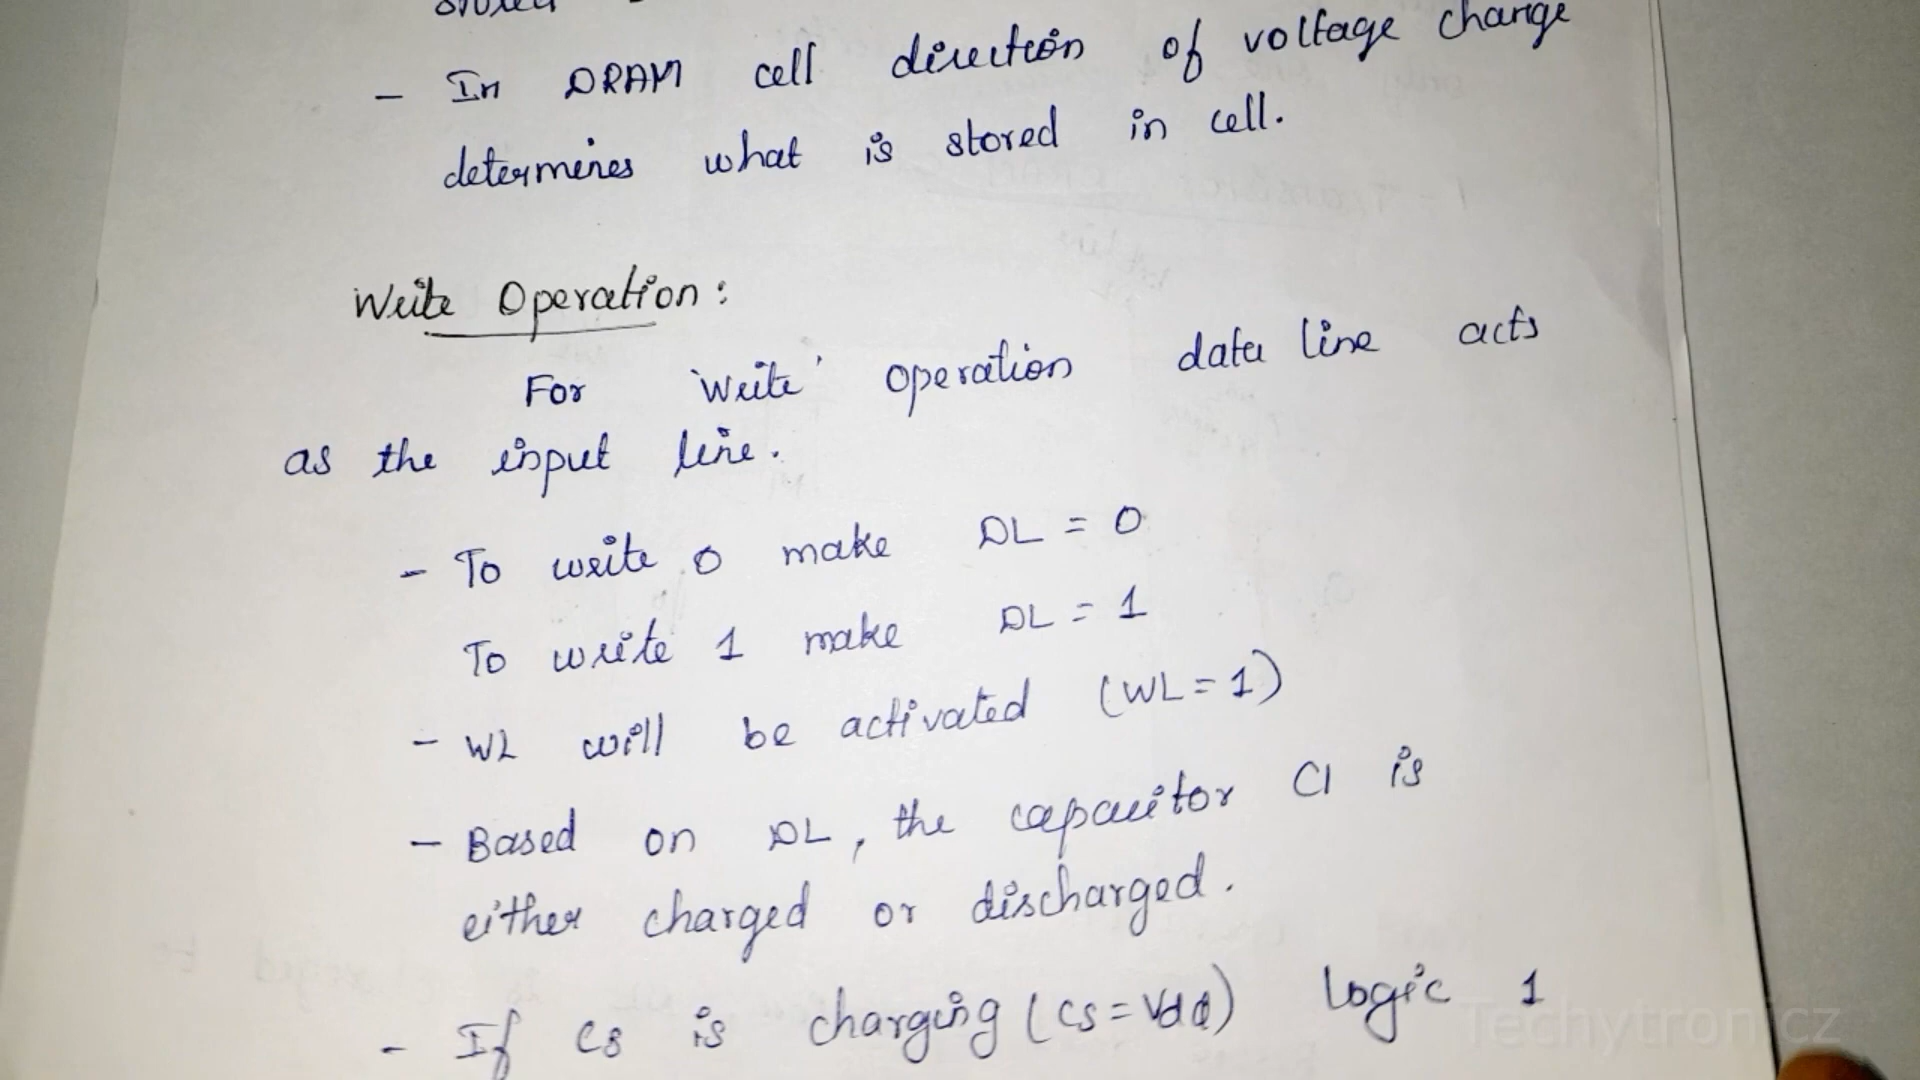 stored
- In DRAM cell direction of voltage change
determines what is stored in cell.
Write Operation:
For 'Write' operation data line acts
as the input line.
- To write 0 make DL = 0
To write 1 make DL = 1
- WL will be activated (WL = 1)
- Based on DL, the capacitor C1 is
either charged or discharged.
- If Cs is charging (Cs = Vdd) Logic 1
Techytronicz